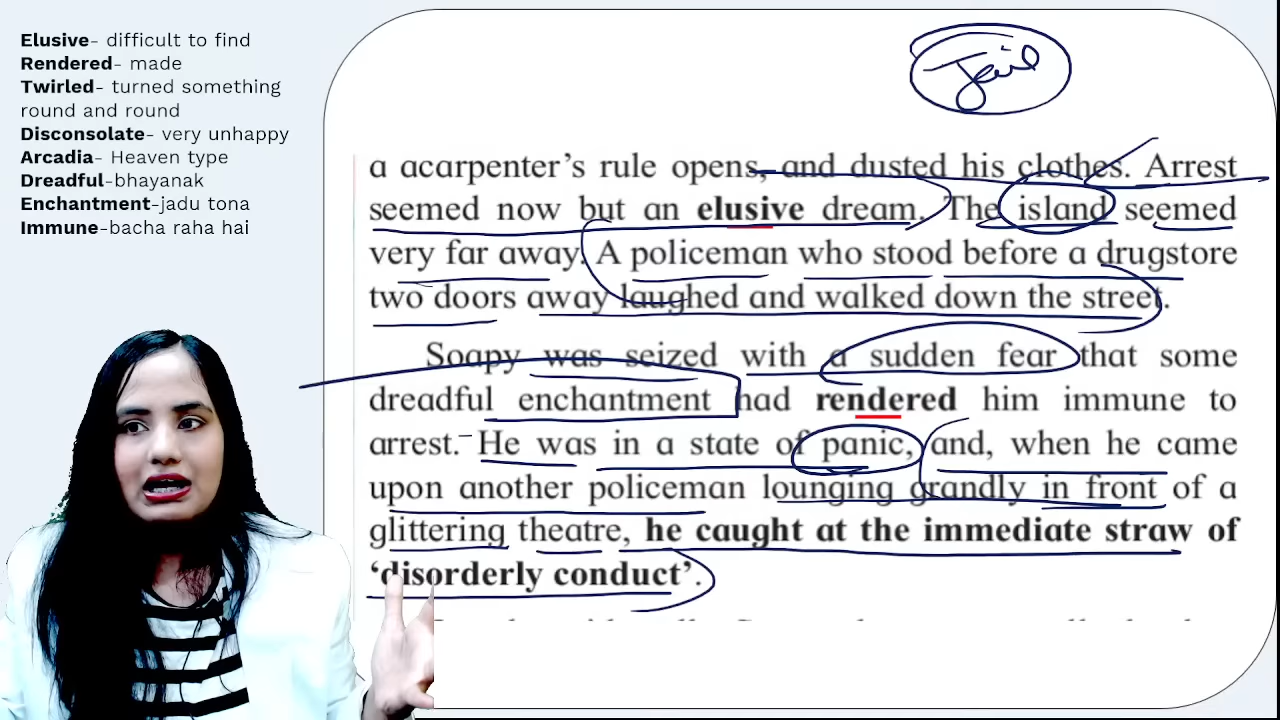 Elusive- difficult to find
Rendered- made
Twirled- turned something
round and round
Disconsolate- very unhappy
Arcadia- Heaven type
Dreadful-bhayanak
Enchantment-jadu tona
Immune-bacha raha hai
Jail
a acarpenter’s rule opens, and dusted his clothes. Arrest
seemed now but an elusive dream. The island seemed
very far away. A policeman who stood before a drugstore
two doors away laughed and walked down the street.
Soapy was seized with a sudden fear that some
dreadful enchantment had rendered him immune to
arrest. He was in a state of panic, and, when he came
upon another policeman lounging grandly in front of a
glittering theatre, he caught at the immediate straw of
‘disorderly conduct’.